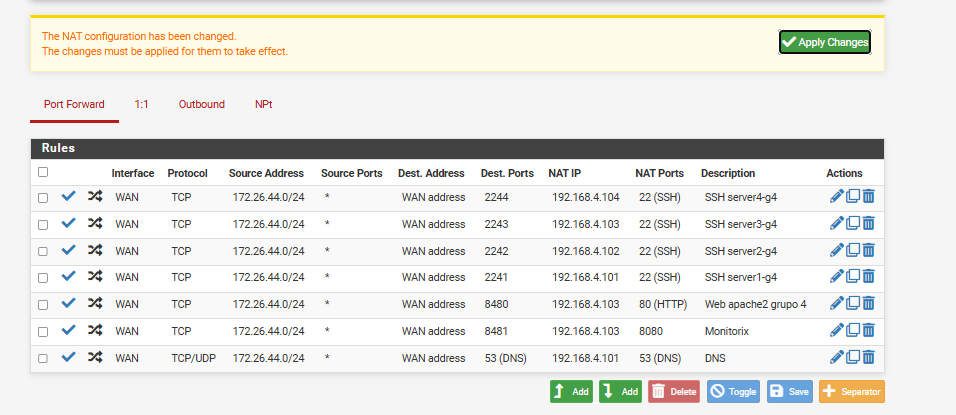 The NAT configuration has been changed.
The changes must be applied for them to take effect.
Apply Changes
Port Forward 1:1 Outbound NPt
Rules
Interface Protocol Source Address Source Ports Dest. Address Dest. Ports NAT IP NAT Ports Description Actions
WAN TCP 172.26.44.0/24 * WAN address 2244 192.168.4.104 22 (SSH) SSH server4-g4
WAN TCP 172.26.44.0/24 * WAN address 2243 192.168.4.103 22 (SSH) SSH server3-g4
WAN TCP 172.26.44.0/24 * WAN address 2242 192.168.4.102 22 (SSH) SSH server2-g4
WAN TCP 172.26.44.0/24 * WAN address 2241 192.168.4.101 22 (SSH) SSH server1-g4
WAN TCP 172.26.44.0/24 * WAN address 8480 192.168.4.103 80 (HTTP) Web apache2 grupo 4
WAN TCP 172.26.44.0/24 * WAN address 8481 192.168.4.103 8080 Monitorix
WAN TCP/UDP 172.26.44.0/24 * WAN address 53 (DNS) 192.168.4.101 53 (DNS) DNS
Add Add Delete Toggle Save Separator